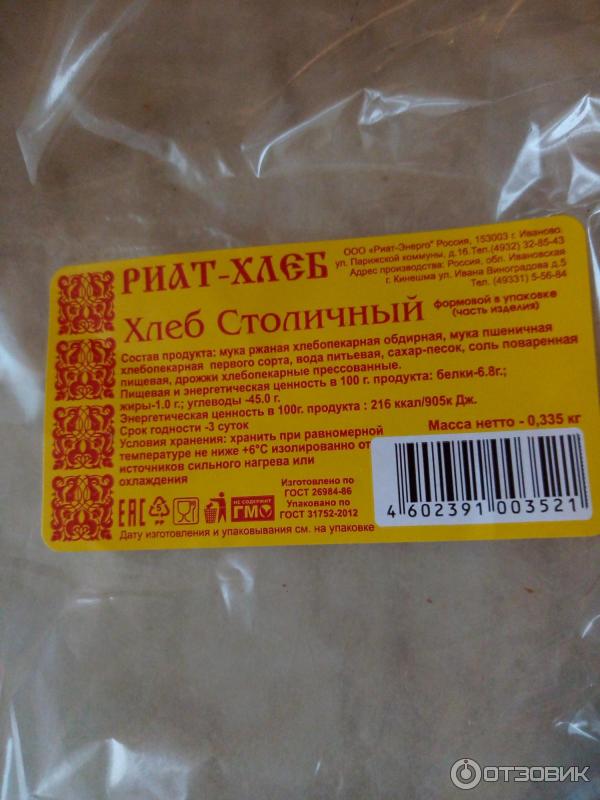 РИАТ-ХЛЕБ
ООО «Риат-Энерго" Россия, 153003 г. Иваново
ул. Парижской коммуны, д.16.Тел.(4932) 32-85-43
Адрес производства: Россия, обл. Ивановская
г. Кинешма ул. Ивана Виноградова д.5
Тел. (49331) 5-56-84
Хлеб Столичный формовой в упаковке
(часть изделия)
Состав продукта: мука ржаная хлебопекарная обдирная, мука пшеничная
хлебопекарная первого сорта, вода питьевая, сахар-песок, соль поваренная
пищевая, дрожжи хлебопекарные прессованные.
Пищевая и энергетическая ценность в 100 г. продукта: белки-6.8г.;
жиры-1.0 г.; углеводы -45.0 г.
Энергетическая ценность в 100г. продукта : 216 ккал/905к Дж.
Срок годности -3 суток
Масса нетто - 0,335 кг
Условия хранения: хранить при равномерной
температуре не ниже +6°С изолированно от
источников сильного нагрева или
охлаждения
Изготовлено по
ГОСТ 26984-86
Упаковано по
ГОСТ 31752-2012
EAC
5
PP
НЕ СОДЕРЖИТ
ГМО
4 602391 003521
Дату изготовления и упаковывания см. на упаковке
ОТЗОВИК